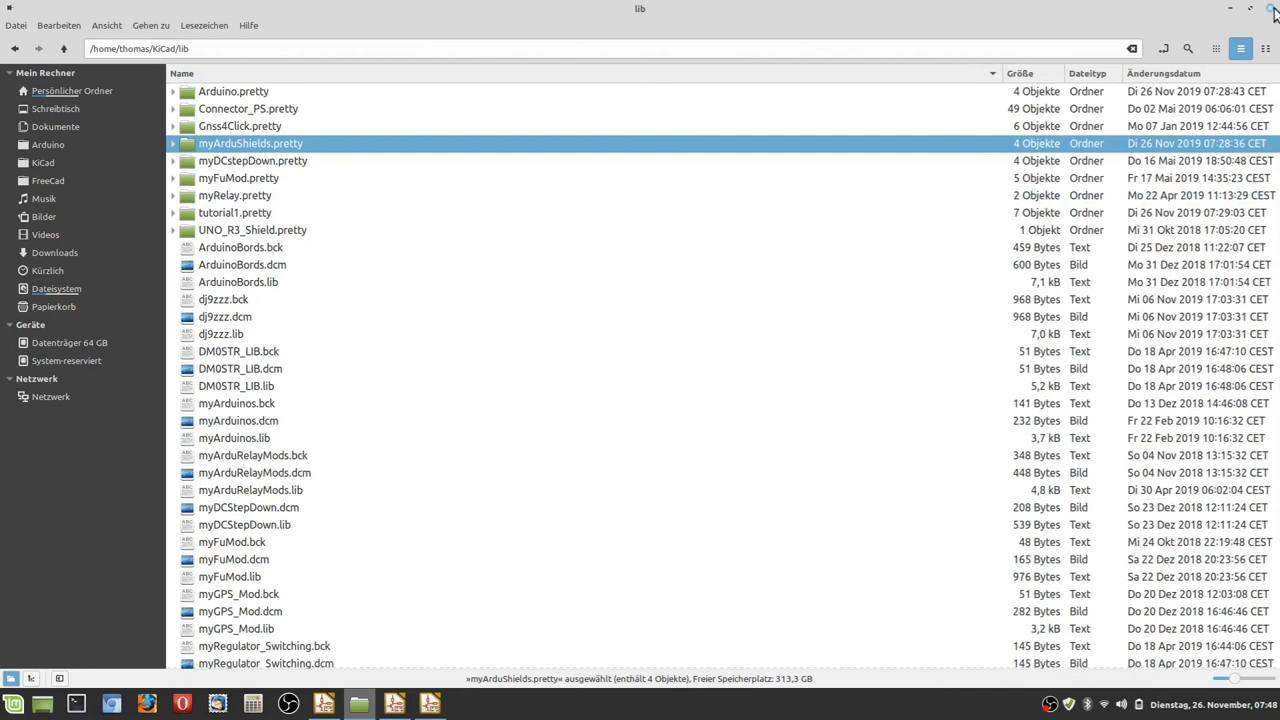 lib
Datei Bearbeiten Ansicht Gehen zu Lesezeichen Hilfe
/home/thomas/KiCad/lib
Mein Rechner
Persönlicher Ordner
Schreibtisch
Dokumente
Arduino
KiCad
FreeCad
Musik
Bilder
Videos
Downloads
Kürzlich
Dateisystem
Papierkorb
Geräte
Datenträger 64 GB
System-reserviert
Netzwerk
Netzwerk
Name Größe Dateityp Änderungsdatum
Arduino.pretty 4 Objekte Ordner Di 26 Nov 2019 07:28:43 CET
Connector_PS.pretty 49 Objekte Ordner Do 02 Mai 2019 06:06:01 CEST
Gnss4Click.pretty 6 Objekte Ordner Mo 07 Jan 2019 12:44:56 CET
myArduShields.pretty 4 Objekte Ordner Di 26 Nov 2019 07:28:36 CET
myDCstepDown.pretty 4 Objekte Ordner Do 16 Mai 2019 18:50:48 CEST
myFuMod.pretty 5 Objekte Ordner Fr 17 Mai 2019 14:35:23 CEST
myRelay.pretty 2 Objekte Ordner Mo 22 Apr 2019 11:13:29 CEST
tutorial1.pretty 7 Objekte Ordner Di 26 Nov 2019 07:29:03 CET
UNO_R3_Shield.pretty 1 Objekt Ordner Mi 31 Okt 2018 17:05:20 CET
ArduinoBords.bck 459 Bytes Text Di 25 Dez 2018 11:22:07 CET
ArduinoBords.dcm 600 Bytes Bild Mo 31 Dez 2018 17:01:54 CET
ArduinoBords.lib Text Mo 31 Dez 2018 17:01:54 CET
dj9zzz.bck 968 Bytes Text Mi 06 Nov 2019 17:03:31 CET
dj9zzz.dcm 968 Bytes Bild Mi 06 Nov 2019 17:03:31 CET
dj9zzz.lib Text Mi 06 Nov 2019 17:03:31 CET
DM0STR_LIB.bck 51 Bytes Text Do 18 Apr 2019 16:47:10 CEST
DM0STR_LIB.dcm 51 Bytes Bild Do 18 Apr 2019 16:48:06 CEST
DM0STR_LIB.lib 5,2 kB Text Do 18 Apr 2019 16:48:06 CEST
myArduinos.bck 141 Bytes Text Do 13 Dez 2018 14:46:08 CET
myArduinos.dcm 232 Bytes Bild Fr 22 Feb 2019 10:16:32 CET
myArduinos.lib Text Fr 22 Feb 2019 10:16:32 CET
myArduRelayMods.bck 348 Bytes Text So 04 Nov 2018 13:15:32 CET
myArduRelayMods.dcm 448 Bytes Bild So 04 Nov 2018 13:15:32 CET
myArduRelayMods.lib 4,8 kB Text Di 30 Apr 2019 06:02:04 CEST
myDCStepDown.dcm 208 Bytes Bild So 23 Dez 2018 12:11:24 CET
myDCStepDown.lib 539 Bytes Text So 23 Dez 2018 12:11:24 CET
myFuMod.bck 48 Bytes Text Mi 24 Okt 2018 22:19:48 CEST
myFuMod.dcm 165 Bytes Bild Sa 22 Dez 2018 20:23:56 CET
myFuMod.lib 976 Bytes Text Sa 22 Dez 2018 20:23:56 CET
myGPS_Mod.bck 51 Bytes Text Do 20 Dez 2018 12:03:08 CET
myGPS_Mod.dcm 282 Bytes Bild Do 20 Dez 2018 16:46:46 CET
myGPS_Mod.lib Text Do 20 Dez 2018 16:46:46 CET
myRegulator_Switching.bck 145 Bytes Text Mo 31 Dez 2018 17:01:54 CET
myRegulator_Switching.dcm 145 Bytes Bild Do 18 Apr 2019 16:47:10 CEST
»myArduShields.pretty« ausgewählt (enthält 4 Objekte), Freier Speicherplatz: 313,3 GB
Dienstag, 26. November, 07:48